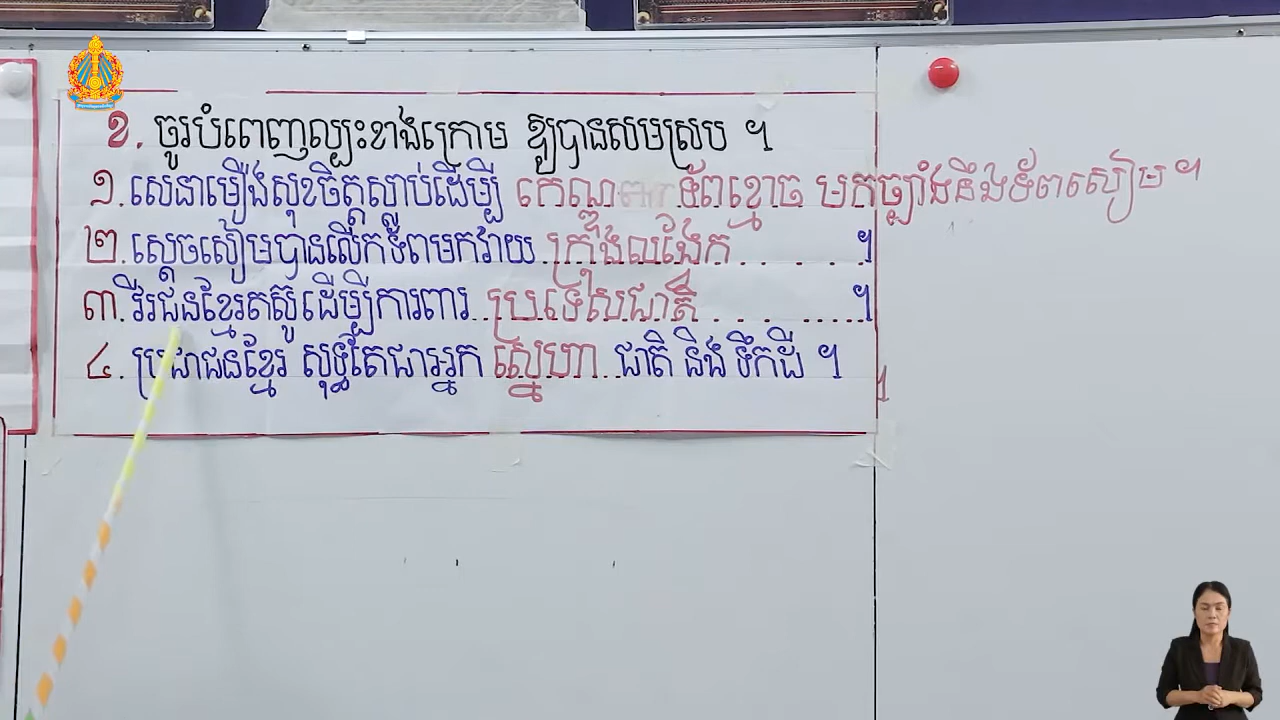 ខ. ចូរបំពេញល្បះខាងក្រោម ឱ្យបានសមស្រប ។
១. សេនាមឿងសុខចិត្តស្លាប់ដើម្បី កេណ្ឌ ទ័ពខ្មោច មកច្បាំងនឹងទ័ពសៀម ។
២. ស្ដេចសៀមបានលើកទ័ពមកវាយ ក្រុងលង្វែក ..... ។
៣. វីរជនខ្មែរតស៊ូដើម្បីការពារ ប្រទេសជាតិ ..... ។
៤. ប្រជាជនខ្មែរ សុទ្ធតែជាអ្នក ស្នេហា.. ជាតិ និង ទឹកដី ។
។